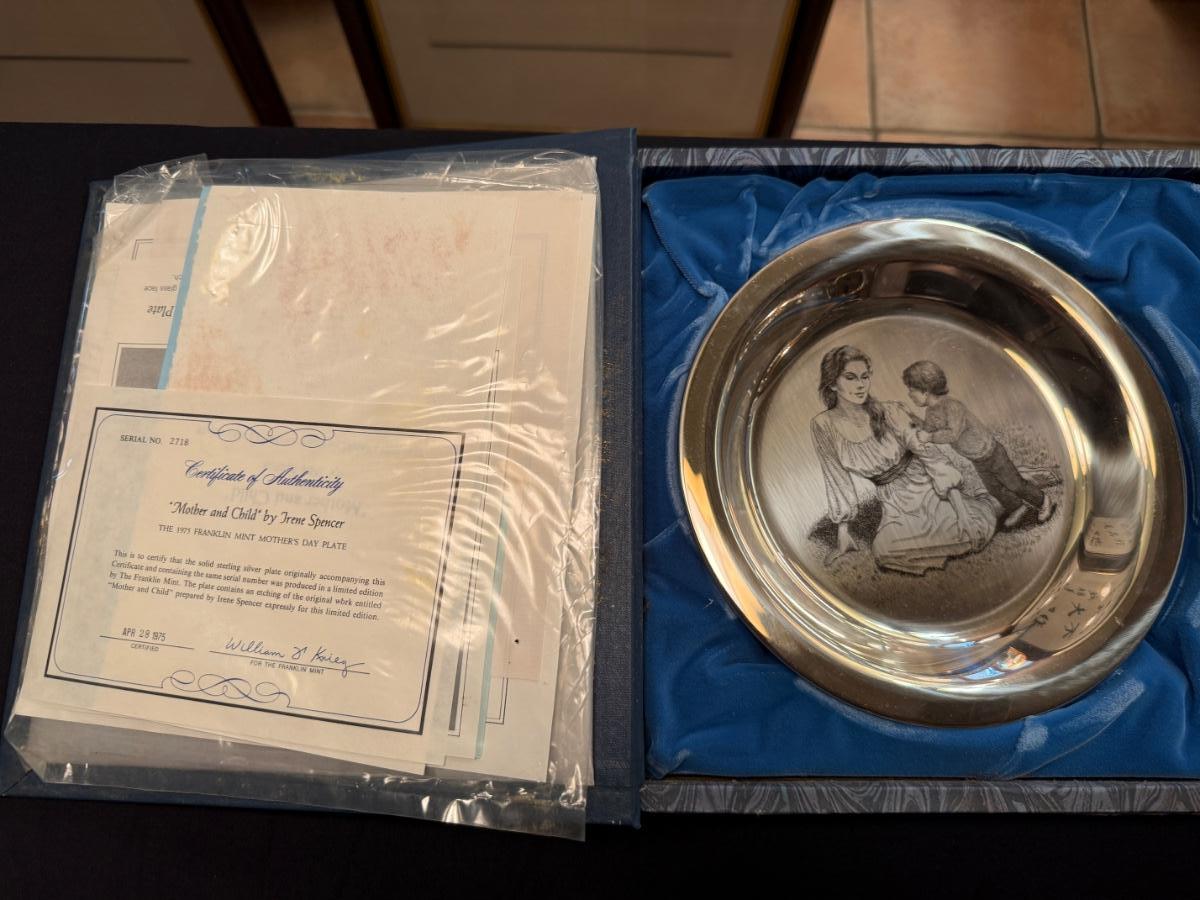 ɔh.
glass face
Plate
SERIAL NO. 2718
Certificate of Authenticity
"Mother and Child" by Irene Spencer
THE 1975 FRANKLIN MINT MOTHER'S DAY PLATE
This is to certify that the solid sterling silver plate originally accompanying this
Certificate and containing the same serial number was produced in a limited edition
by The Franklin Mint. The plate contains an etching of the original work entitled
"Mother and Child" prepared by Irene Spencer expressly for this limited edition.
APR 28 1975
CERTIFIED
FOR THE FRANKLIN MINT